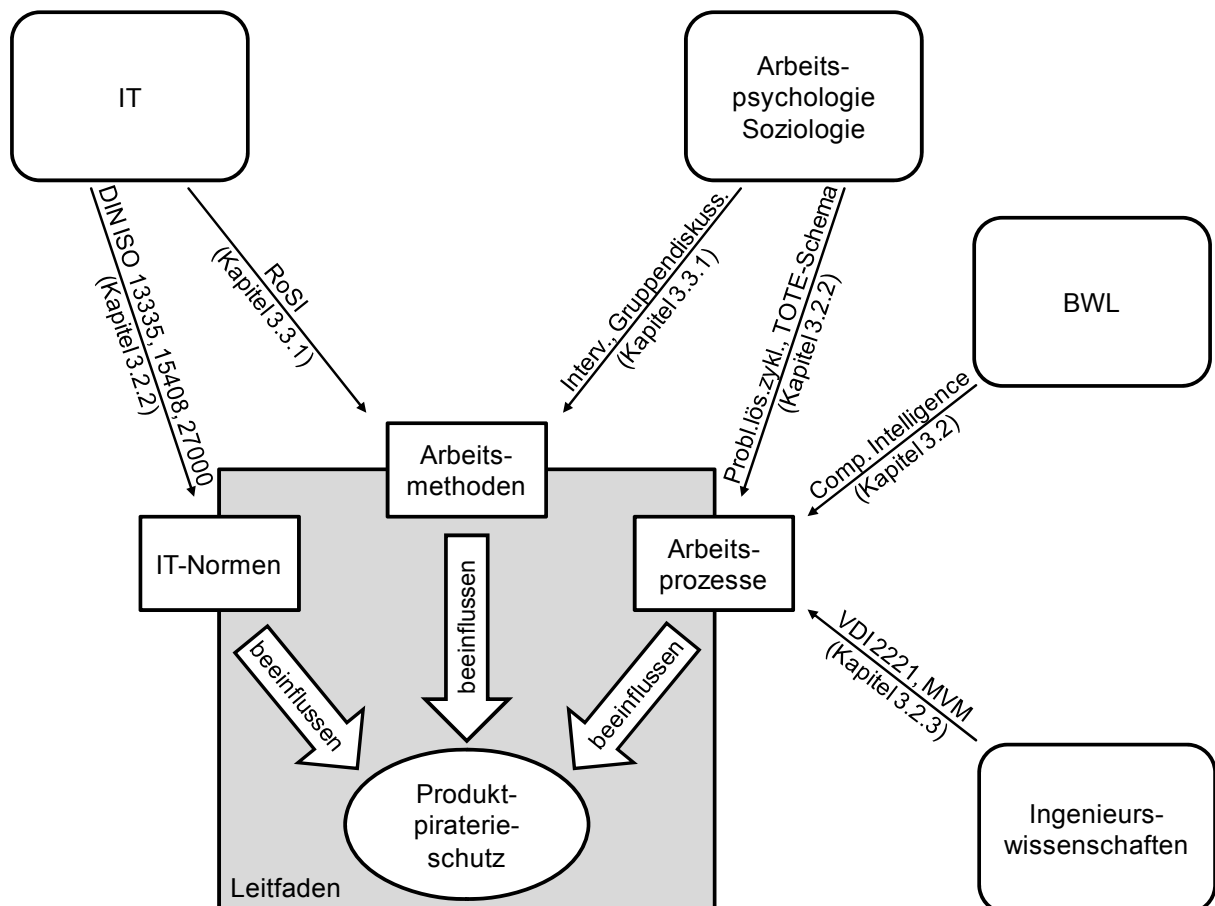 IT
Arbeits-
psychologie
Soziologie
BWL
DIN ISO 13335, 15408, 27000
(Kapitel 3.2.2)
RoSI
(Kapitel 3.3.1)
Interv., Gruppendiskuss.
(Kapitel 3.3.1)
Probl.lös.zykl., TOTE-Schema
(Kapitel 3.2.2)
Comp. Intelligence
(Kapitel 3.2)
Arbeits-
methoden
IT-Normen
Arbeits-
prozesse
beeinflussen
beeinflussen
beeinflussen
VDI 2221, MVM
(Kapitel 3.2.3)
Produkt-
piraterie-
schutz
Ingenieurs-
wissenschaften
Leitfaden